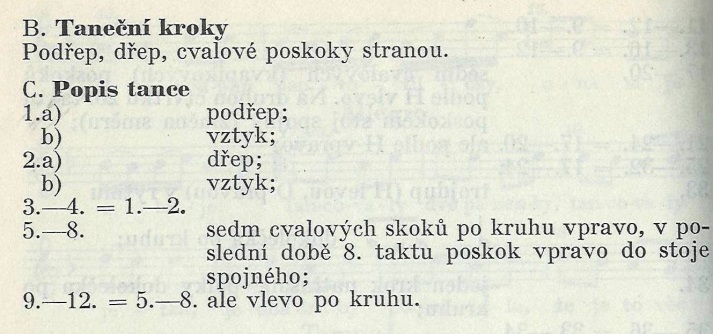 B. Taneční kroky
Podřep, dřep, cvalové poskoky stranou.
C. Popis tance
1.a) podřep;
b) vztyk;
2.a) dřep;
b) vztyk;
3.—4. = 1.—2.
5.—8. sedm cvalových skoků po kruhu vpravo, v po-
slední době 8. taktu poskok vpravo do stoje
spojného;
9.—12. = 5.—8. ale vlevo po kruhu.